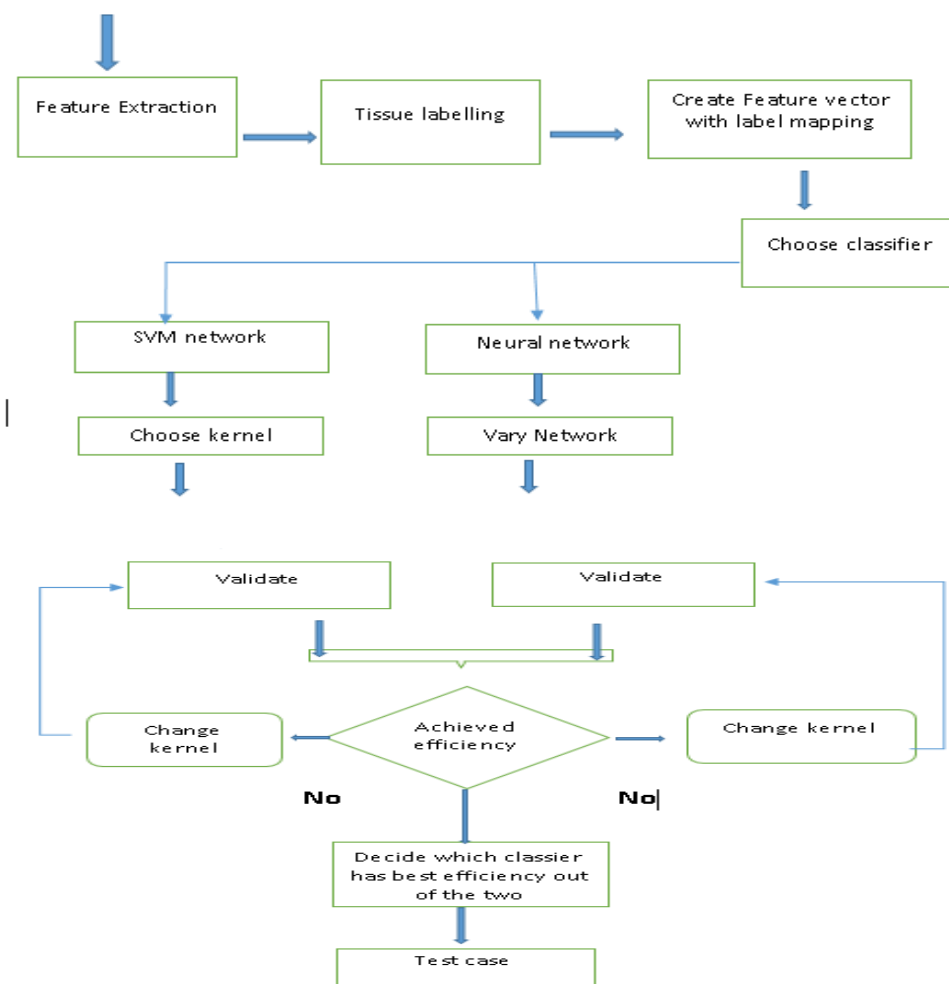 Feature Extraction
Tissue labelling
Create Feature vector
with label mapping
Choose classifier
SVM network
Neural network
Choose kernel
Vary Network
Validate
Validate
Change
kernel
Achieved
efficiency
Change kernel
No
No
Decide which classier
has best efficiency out
of the two
Test case